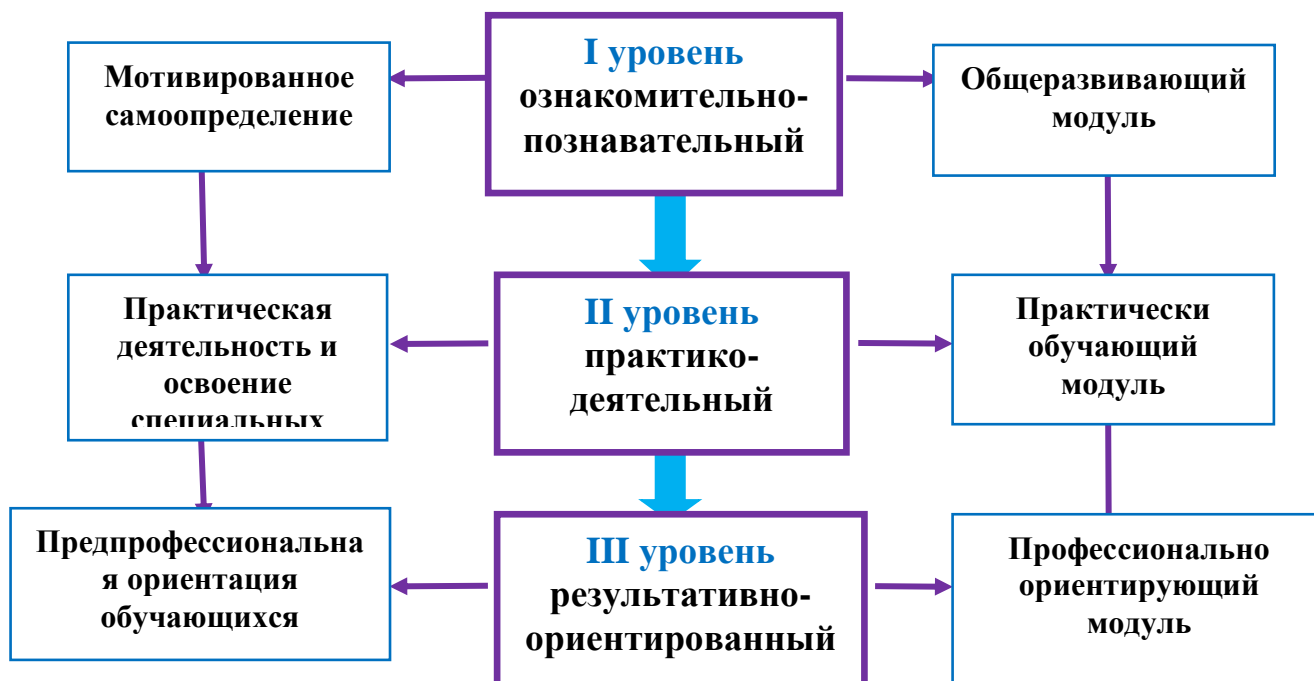 Мотивированное
самоопределение
I уровень
ознакомительно-
познавательный
Общеразвивающий
модуль
Практическая
деятельность и
освоение
специальных
II уровень
практико-
деятельный
Практически
обучающий
модуль
Предпрофессиональна
я ориентация
обучающихся
III уровень
результативно-
ориентированный
Профессионально
ориентирующий
модуль